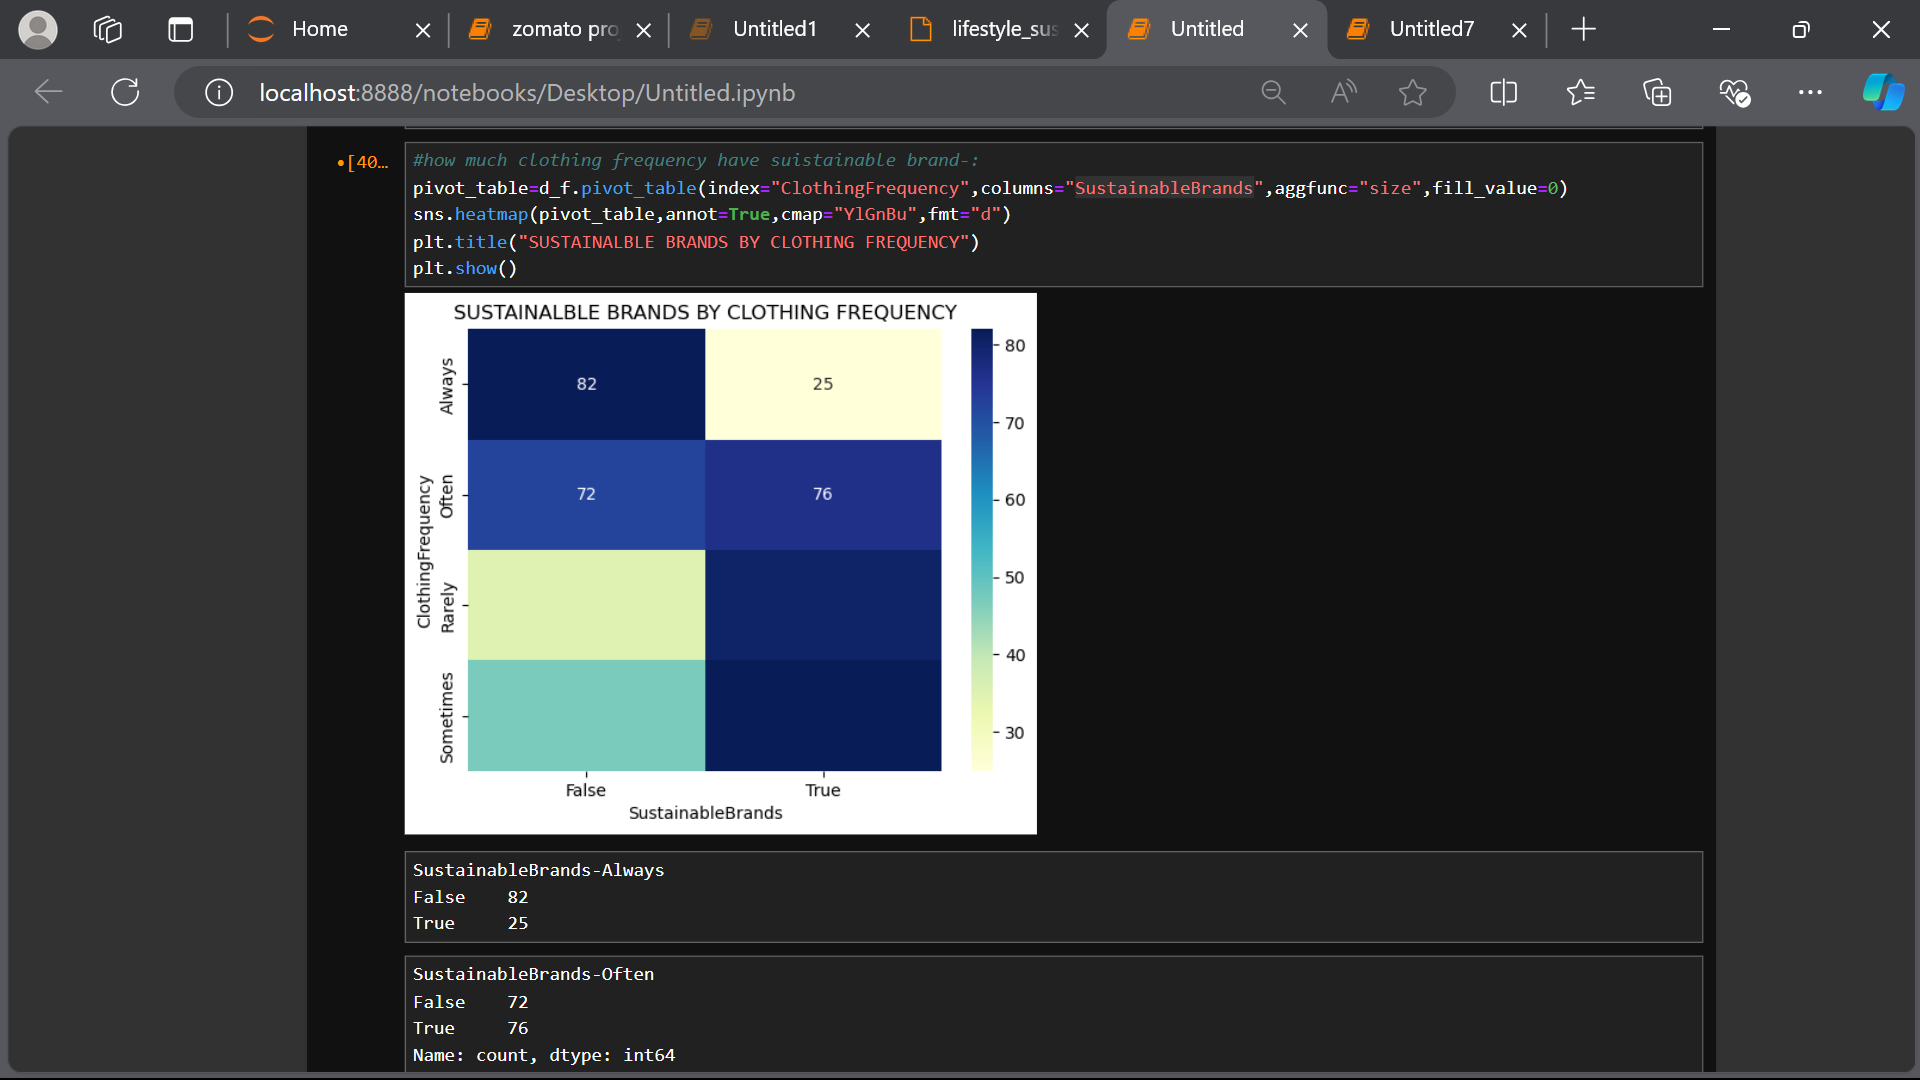 Home
zomato pro
Untitled1
lifestyle_sus
Untitled
Untitled7
localhost:8888/notebooks/Desktop/Untitled.ipynb
[40…
#how much clothing frequency have suistainable brand-:
pivot_table=d_f.pivot_table(index="ClothingFrequency",columns="SustainableBrands",aggfunc="size",fill_value=0)
sns.heatmap(pivot_table,annot=True,cmap="YlGnBu",fmt="d")
plt.title("SUSTAINALBLE BRANDS BY CLOTHING FREQUENCY")
plt.show()
SUSTAINALBLE BRANDS BY CLOTHING FREQUENCY
ClothingFrequency
Always
82
25
Often
72
76
Rarely
Sometimes
False
True
SustainableBrands
80
70
60
50
40
30
SustainableBrands-Always
False 82
True 25
SustainableBrands-Often
False 72
True 76
Name: count, dtype: int64